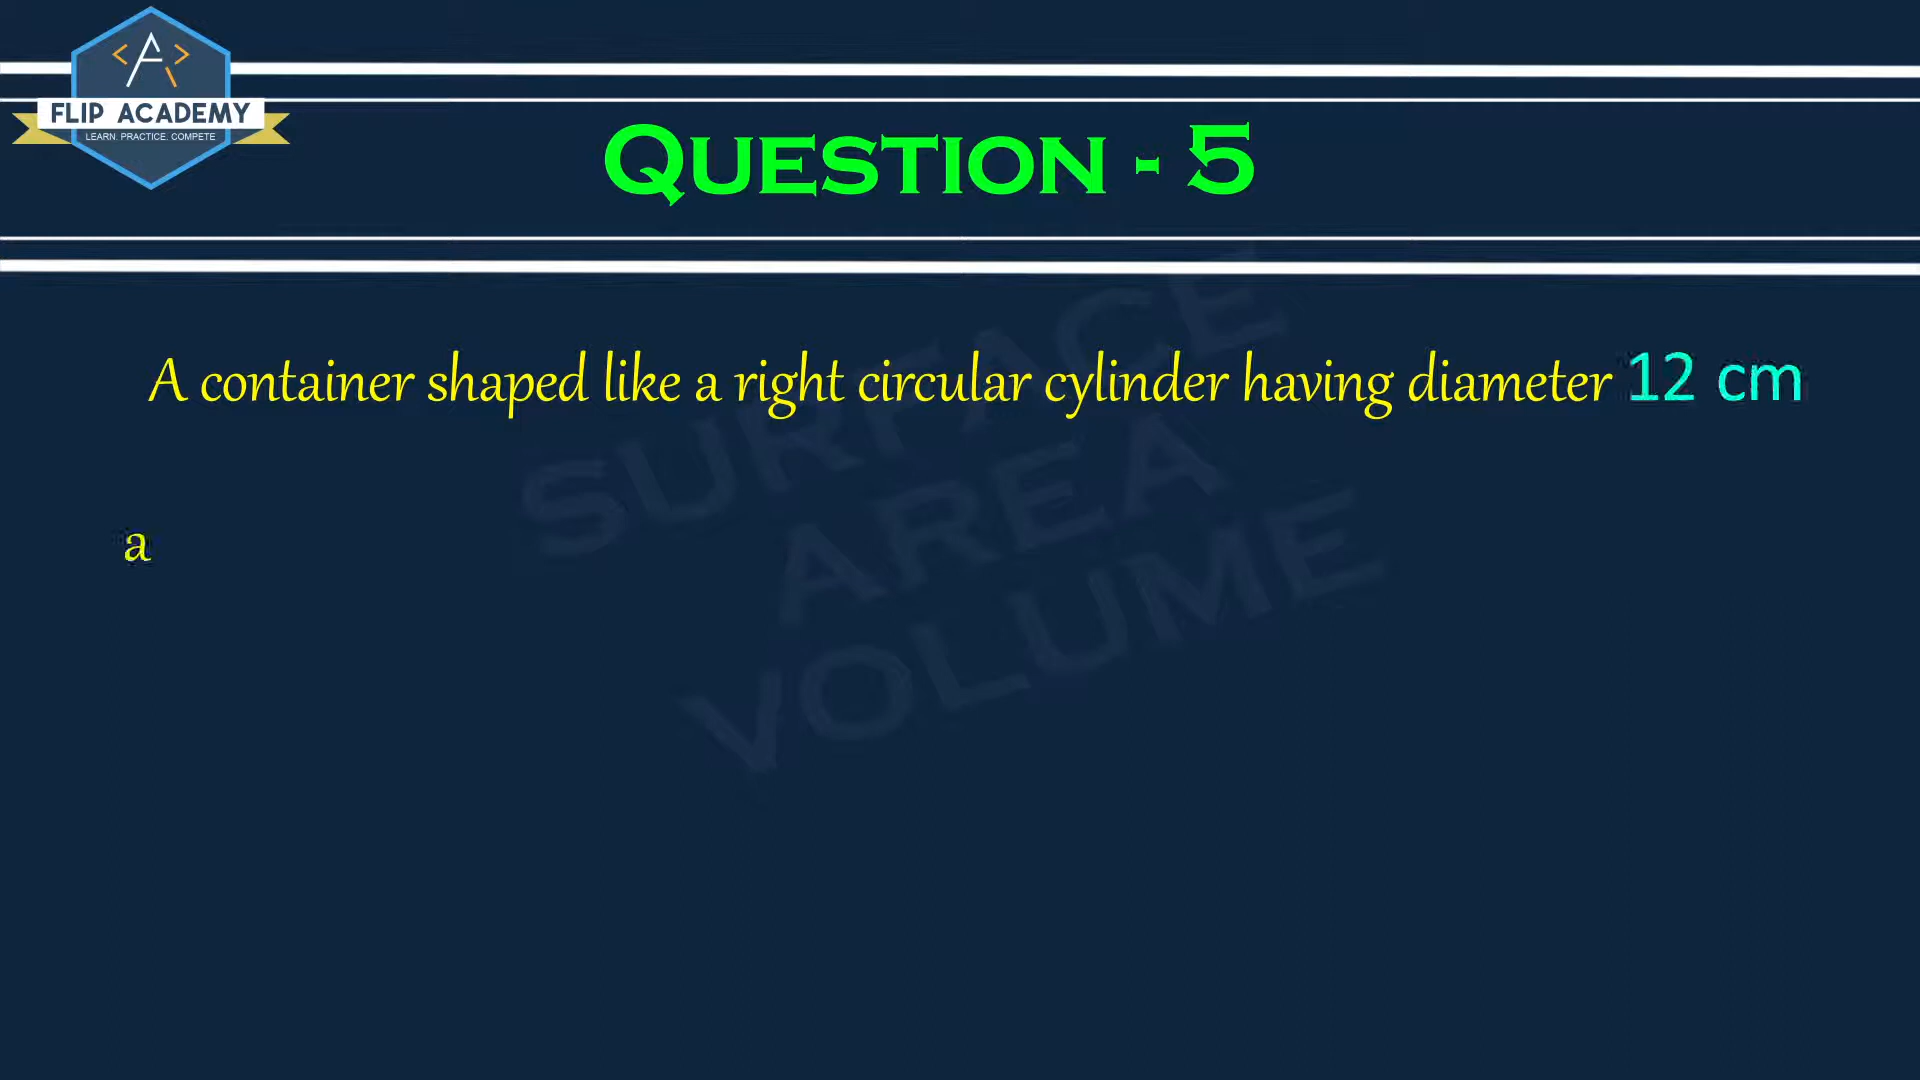 FLIP ACADEMY
LEARN. PRACTICE. COMPETE
QUESTION - 5
A container shaped like a right circular cylinder having diameter 12 cm
a
SURFACE
AREA
VOLUME